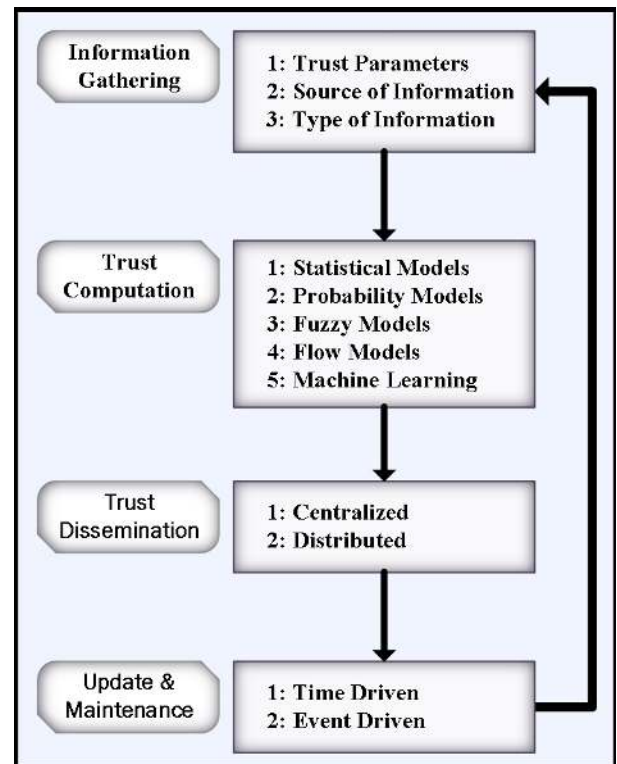 Information
Gathering
1: Trust Parameters
2: Source of Information
3: Type of Information
Trust
Computation
1: Statistical Models
2: Probability Models
3: Fuzzy Models
4: Flow Models
5: Machine Learning
Trust
Dissemination
1: Centralized
2: Distributed
Update &
Maintenance
1: Time Driven
2: Event Driven